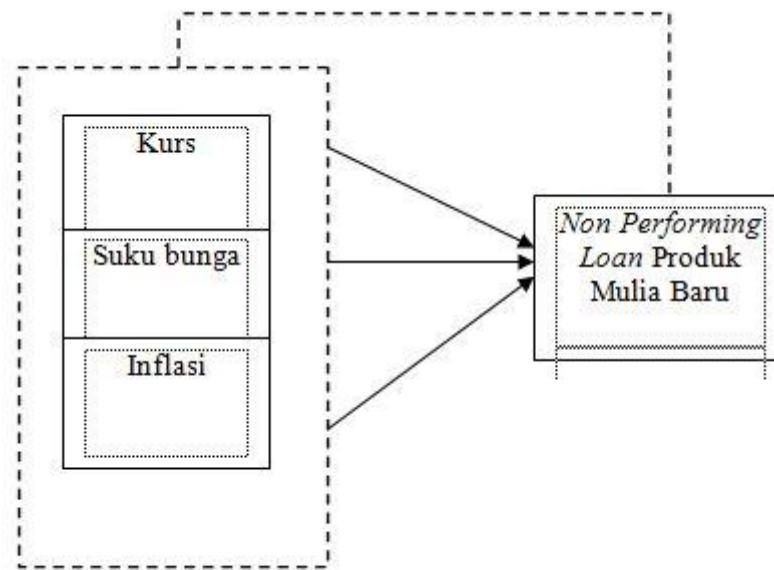 Kurs
Suku bunga
Inflasi
Non Performing
Loan Produk
Mulia Baru